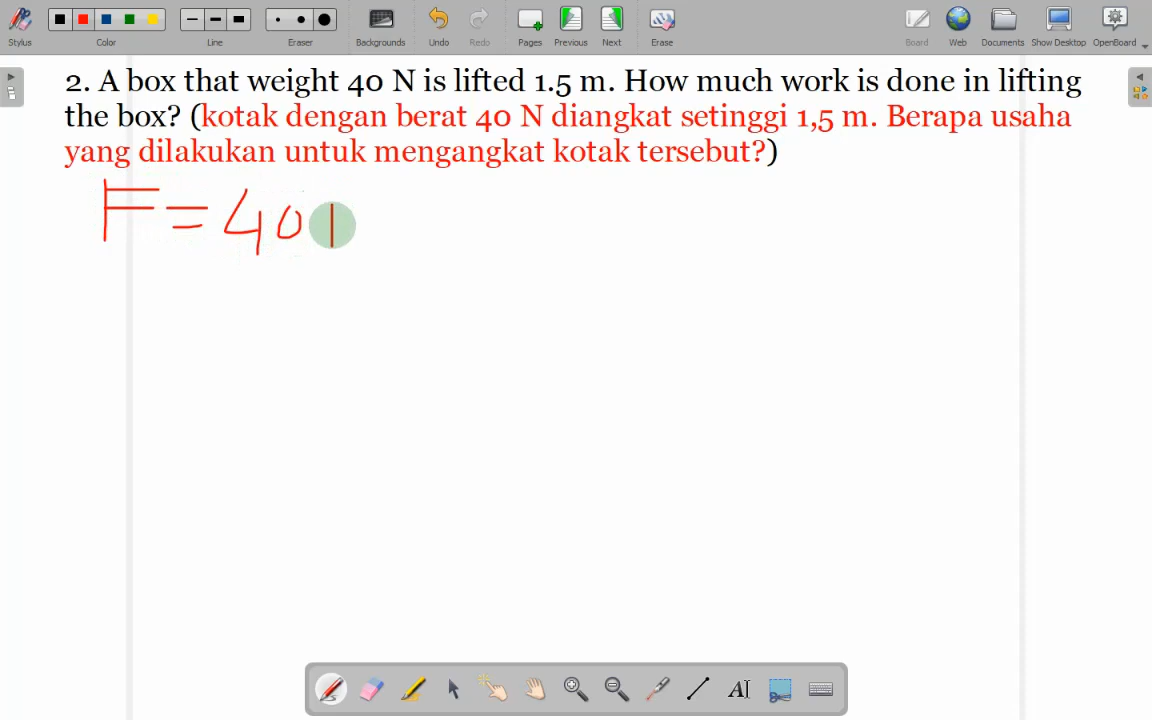 Stylus
Color
Line
Eraser
Backgrounds
Undo
Redo
Pages
Previous
Next
Erase
Board
Web
Documents
Show Desktop
OpenBoard
2. A box that weight 40 N is lifted 1.5 m. How much work is done in lifting
the box? (kotak dengan berat 40 N diangkat setinggi 1,5 m. Berapa usaha
yang dilakukan untuk mengangkat kotak tersebut?)
F = 40
AI